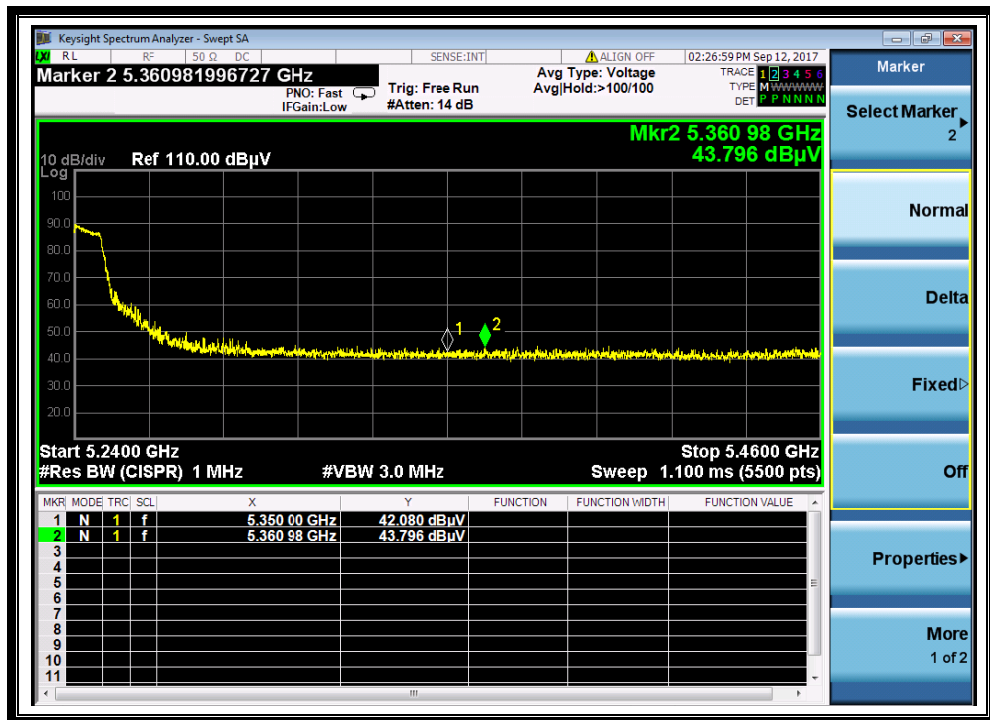 Keysight Spectrum Analyzer - Swept SA
LXI RL RF 50 Ω DC SENSE:INT ALIGN OFF 02:26:59 PM Sep 12, 2017
Marker 2 5.360981996727 GHz
PNO: Fast
IFGain:Low
Trig: Free Run
#Atten: 14 dB
Avg Type: Voltage
Avg|Hold:>100/100
TRACE 1 2 3 4 5 6
TYPE M W W W W W
DET P P N N N N
Mkr2 5.360 98 GHz
43.796 dBµV
10 dB/div Ref 110.00 dBµV
Log
100
90.0
80.0
70.0
60.0
50.0
40.0
30.0
20.0
1
2
Start 5.2400 GHz Stop 5.4600 GHz
#Res BW (CISPR) 1 MHz #VBW 3.0 MHz Sweep 1.100 ms (5500 pts)
MKR MODE TRC SCL X Y FUNCTION FUNCTION WIDTH FUNCTION VALUE
1 N 1 f 5.350 00 GHz 42.080 dBµV
2 N 1 f 5.360 98 GHz 43.796 dBµV
3
4
5
6
7
8
9
10
11
Marker
Select Marker
2
Normal
Delta
Fixed
Off
Properties
More
1 of 2